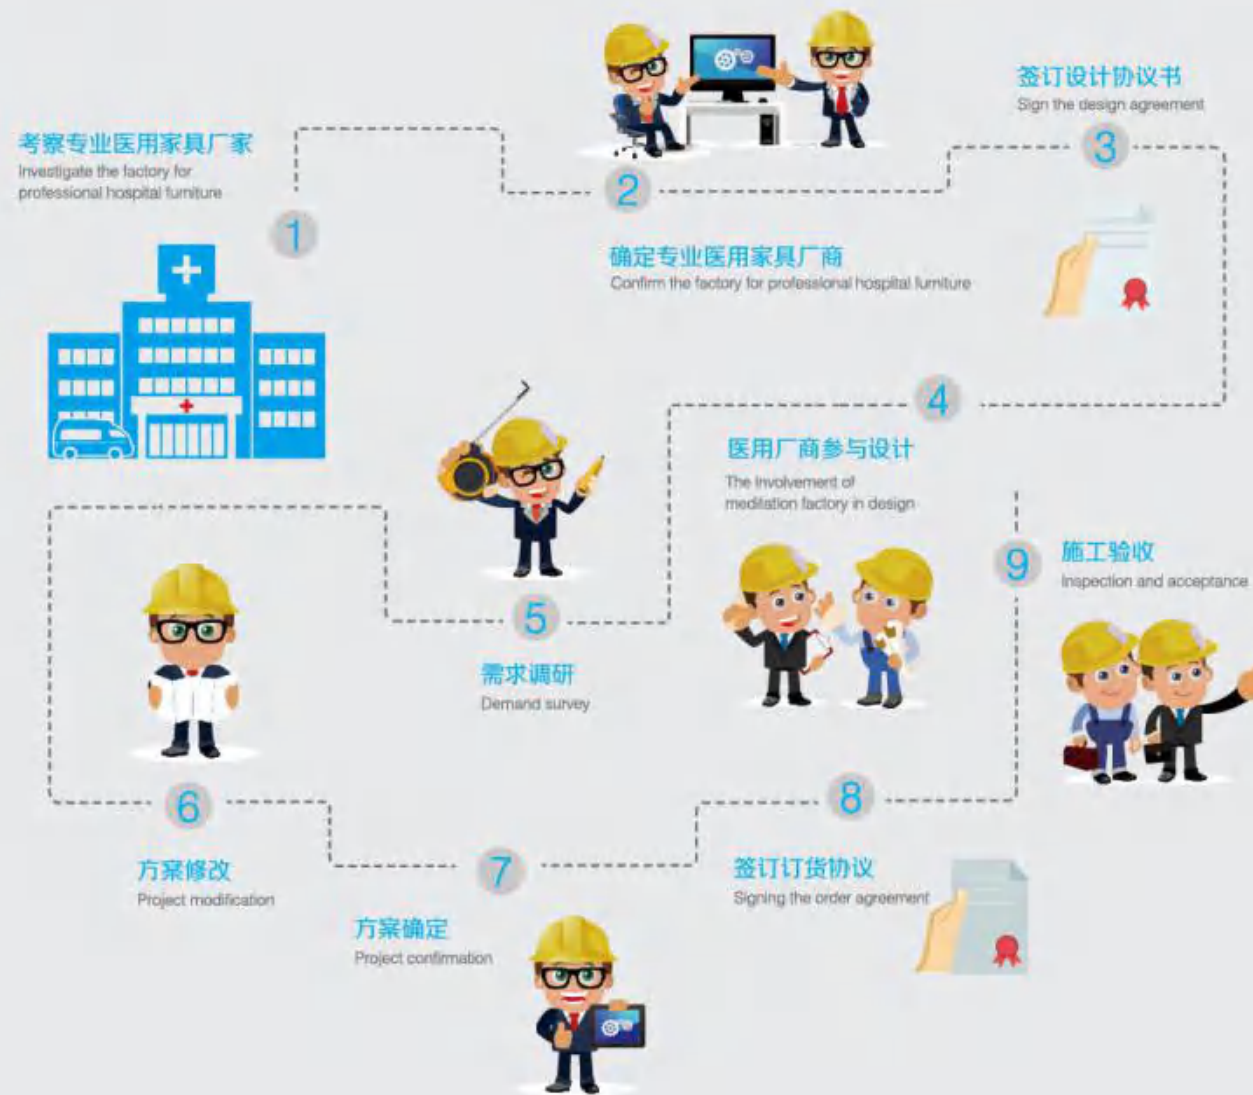 考察专业医用家具厂家
Investigate the factory for
professional hospital furniture
1
2
确定专业医用家具厂商
Confirm the factory for professional hospital furniture
签订设计协议书
Sign the design agreement
3
4
医用厂商参与设计
The involvement of
meditation factory in design
5
需求调研
Demand survey
6
方案修改
Project modification
7
方案确定
Project confirmation
8
签订订货协议
Signing the order agreement
9
施工验收
Inspection and acceptance